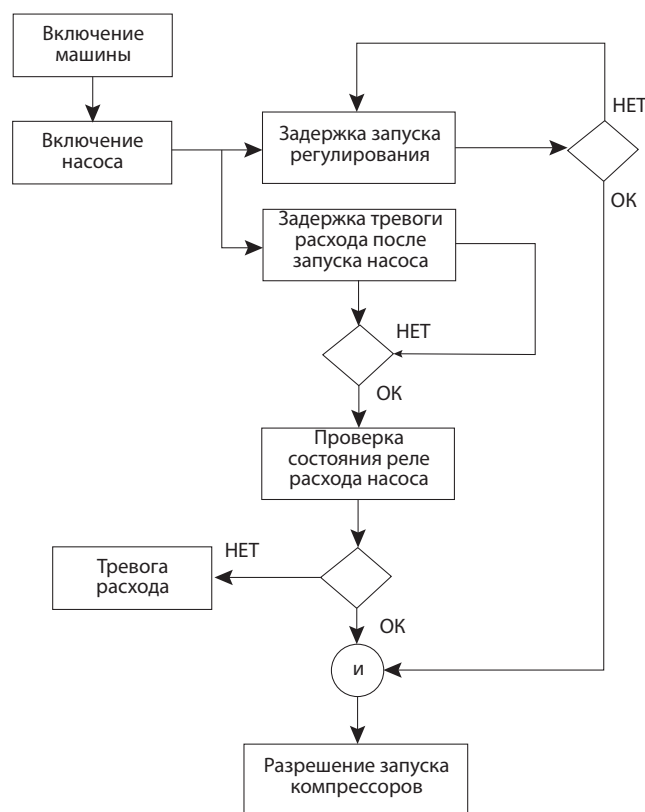 Включение
машины
Включение
насоса
Задержка запуска
регулирования
НЕТ
ОК
Задержка тревоги
расхода после
запуска насоса
НЕТ
ОК
Проверка
состояния реле
расхода насоса
НЕТ
Тревога
расхода
ОК
и
Разрешение запуска
компрессоров